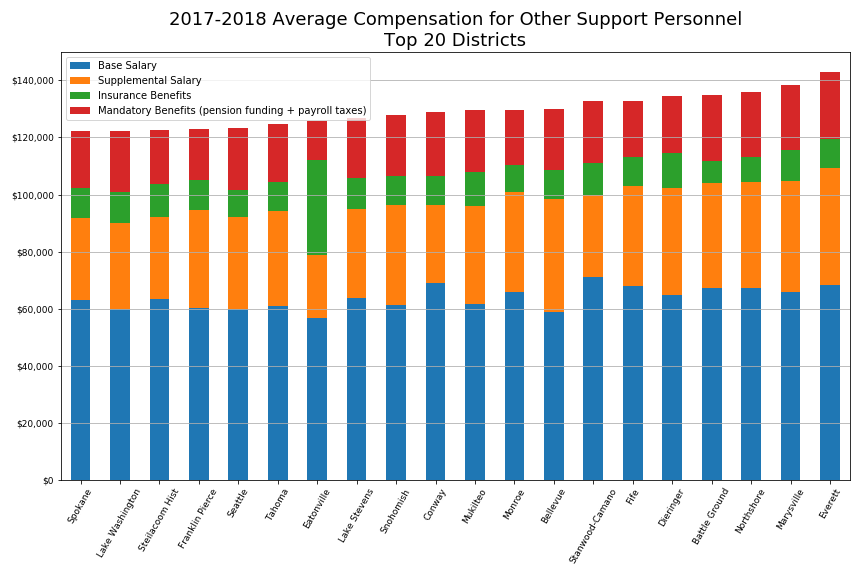 2017-2018 Average Compensation for Other Support Personnel
Top 20 Districts
Base Salary
Supplemental Salary
Insurance Benefits
Mandatory Benefits (pension funding + payroll taxes)
$140,000
$120,000
$100,000
$80,000
$60,000
$40,000
$20,000
$0
Spokane
Lake Washington
Steilacoom Hist
Franklin Pierce
Seattle
Tahoma
Eatonville
Lake Stevens
Snohomish
Conway
Mukilteo
Monroe
Bellevue
Stanwood-Camano
Fife
Dieringer
Battle Ground
Northshore
Marysville
Everett